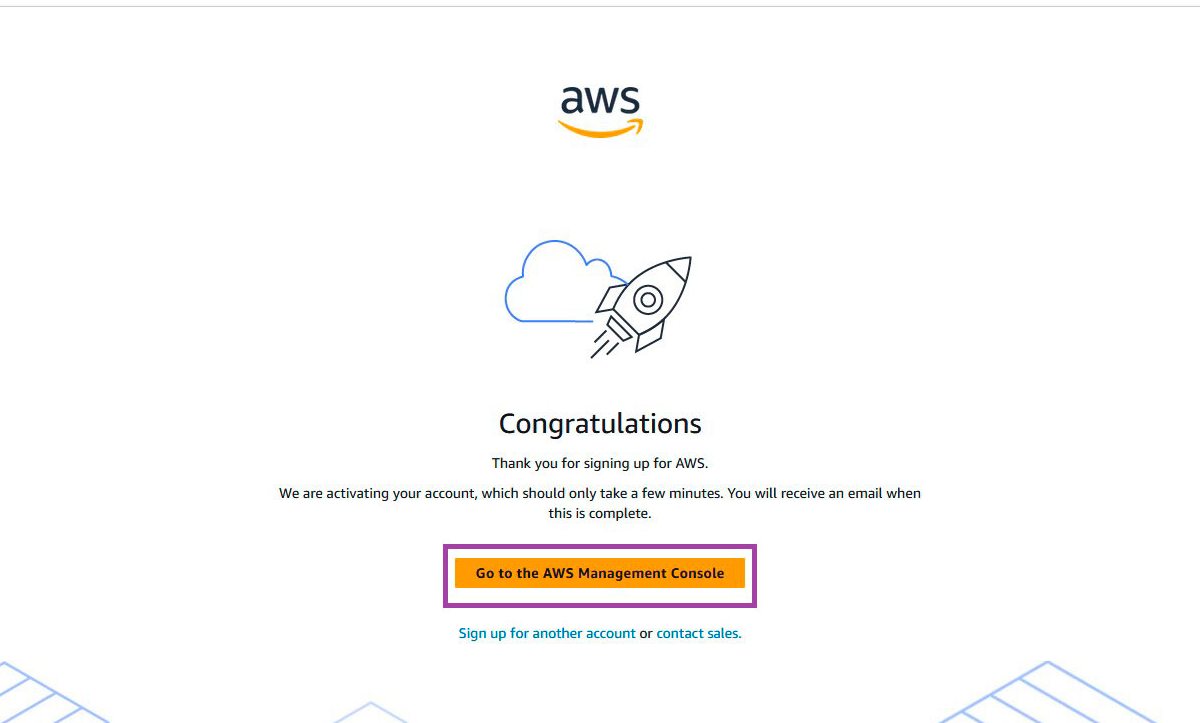 aws
Congratulations
Thank you for signing up for AWS.
We are activating your account, which should only take a few minutes. You will receive an email when
this is complete.
Go to the AWS Management Console
Sign up for another account or contact sales.